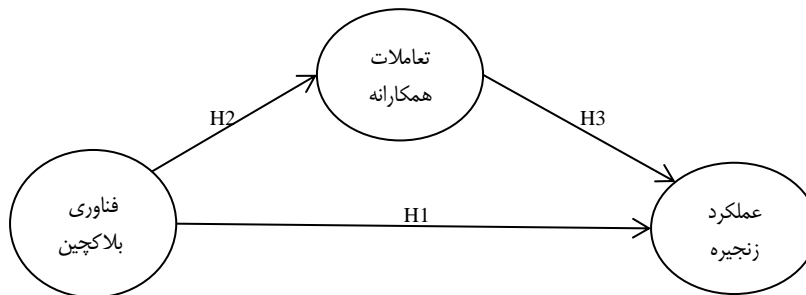 تعاملات
همکارانه
H2
H3
فناوری
بلاکچین
H1
عملکرد
زنجیره